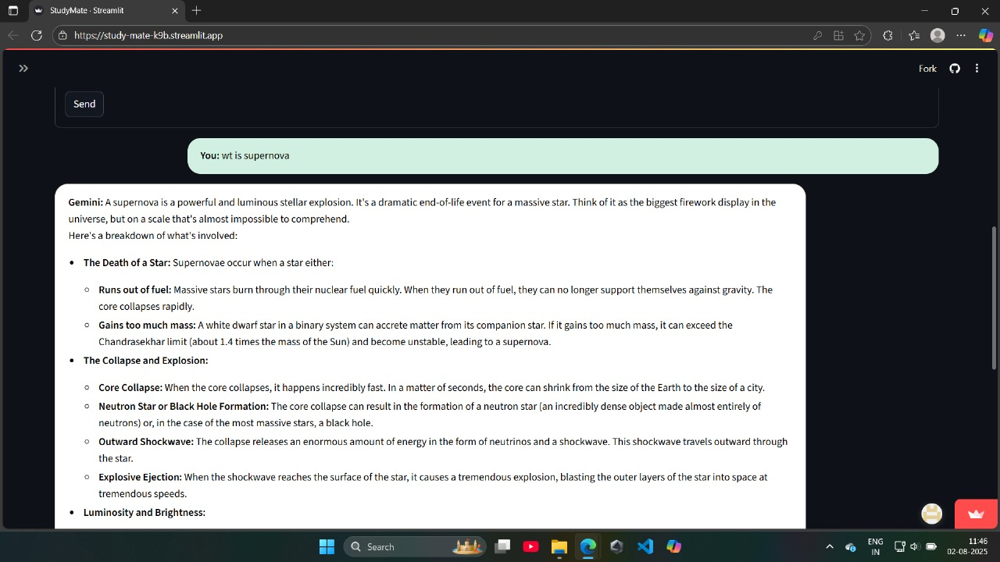 StudyMate · Streamlit
https://study-mate-k9b.streamlit.app
Fork
Send
You: wt is supernova
Gemini: A supernova is a powerful and luminous stellar explosion. It's a dramatic end-of-life event for a massive star. Think of it as the biggest firework display in the
universe, but on a scale that's almost impossible to comprehend.
Here's a breakdown of what's involved:
The Death of a Star: Supernovae occur when a star either:
Runs out of fuel: Massive stars burn through their nuclear fuel quickly. When they run out of fuel, they can no longer support themselves against gravity. The
core collapses rapidly.
Gains too much mass: A white dwarf star in a binary system can accrete matter from its companion star. If it gains too much mass, it can exceed the
Chandrasekhar limit (about 1.4 times the mass of the Sun) and become unstable, leading to a supernova.
The Collapse and Explosion:
Core Collapse: When the core collapses, it happens incredibly fast. In a matter of seconds, the core can shrink from the size of the Earth to the size of a city.
Neutron Star or Black Hole Formation: The core collapse can result in the formation of a neutron star (an incredibly dense object made almost entirely of
neutrons) or, in the case of the most massive stars, a black hole.
Outward Shockwave: The collapse releases an enormous amount of energy in the form of neutrinos and a shockwave. This shockwave travels outward through
the star.
Explosive Ejection: When the shockwave reaches the surface of the star, it causes a tremendous explosion, blasting the outer layers of the star into space at
tremendous speeds.
Luminosity and Brightness:
Search
ENG
IN
11:46
02-08-2025